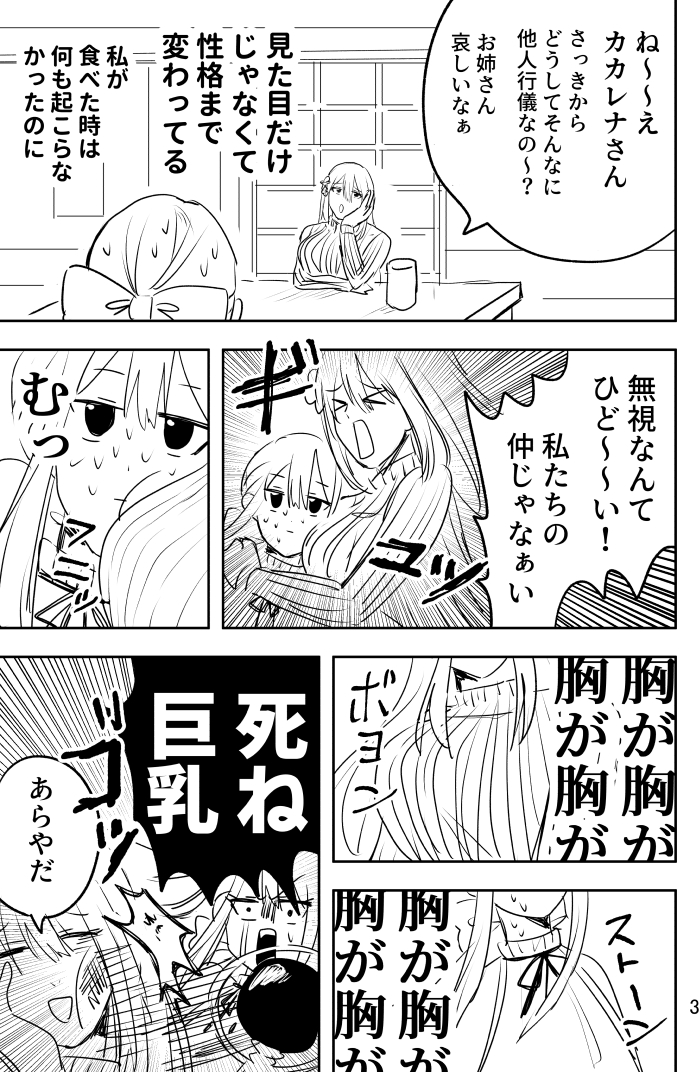 ね～～え
カカレナさん
さっきから
どうしてそんなに
他人行儀なの～？
お姉さん
哀しいなぁ
見た目だけ
じゃなくて
性格まで
変わってる
私が
食べた時は
何も起こらな
かったのに
無視なんて
ひど～～い！
私たちの
仲じゃなぁい
ギ
ユッ
むっ
ムニッ
胸が胸が
胸が胸が
ボヨン
ストーン
胸が胸が
胸が胸が
死ね
巨乳
ゴッ
あらやだ
3